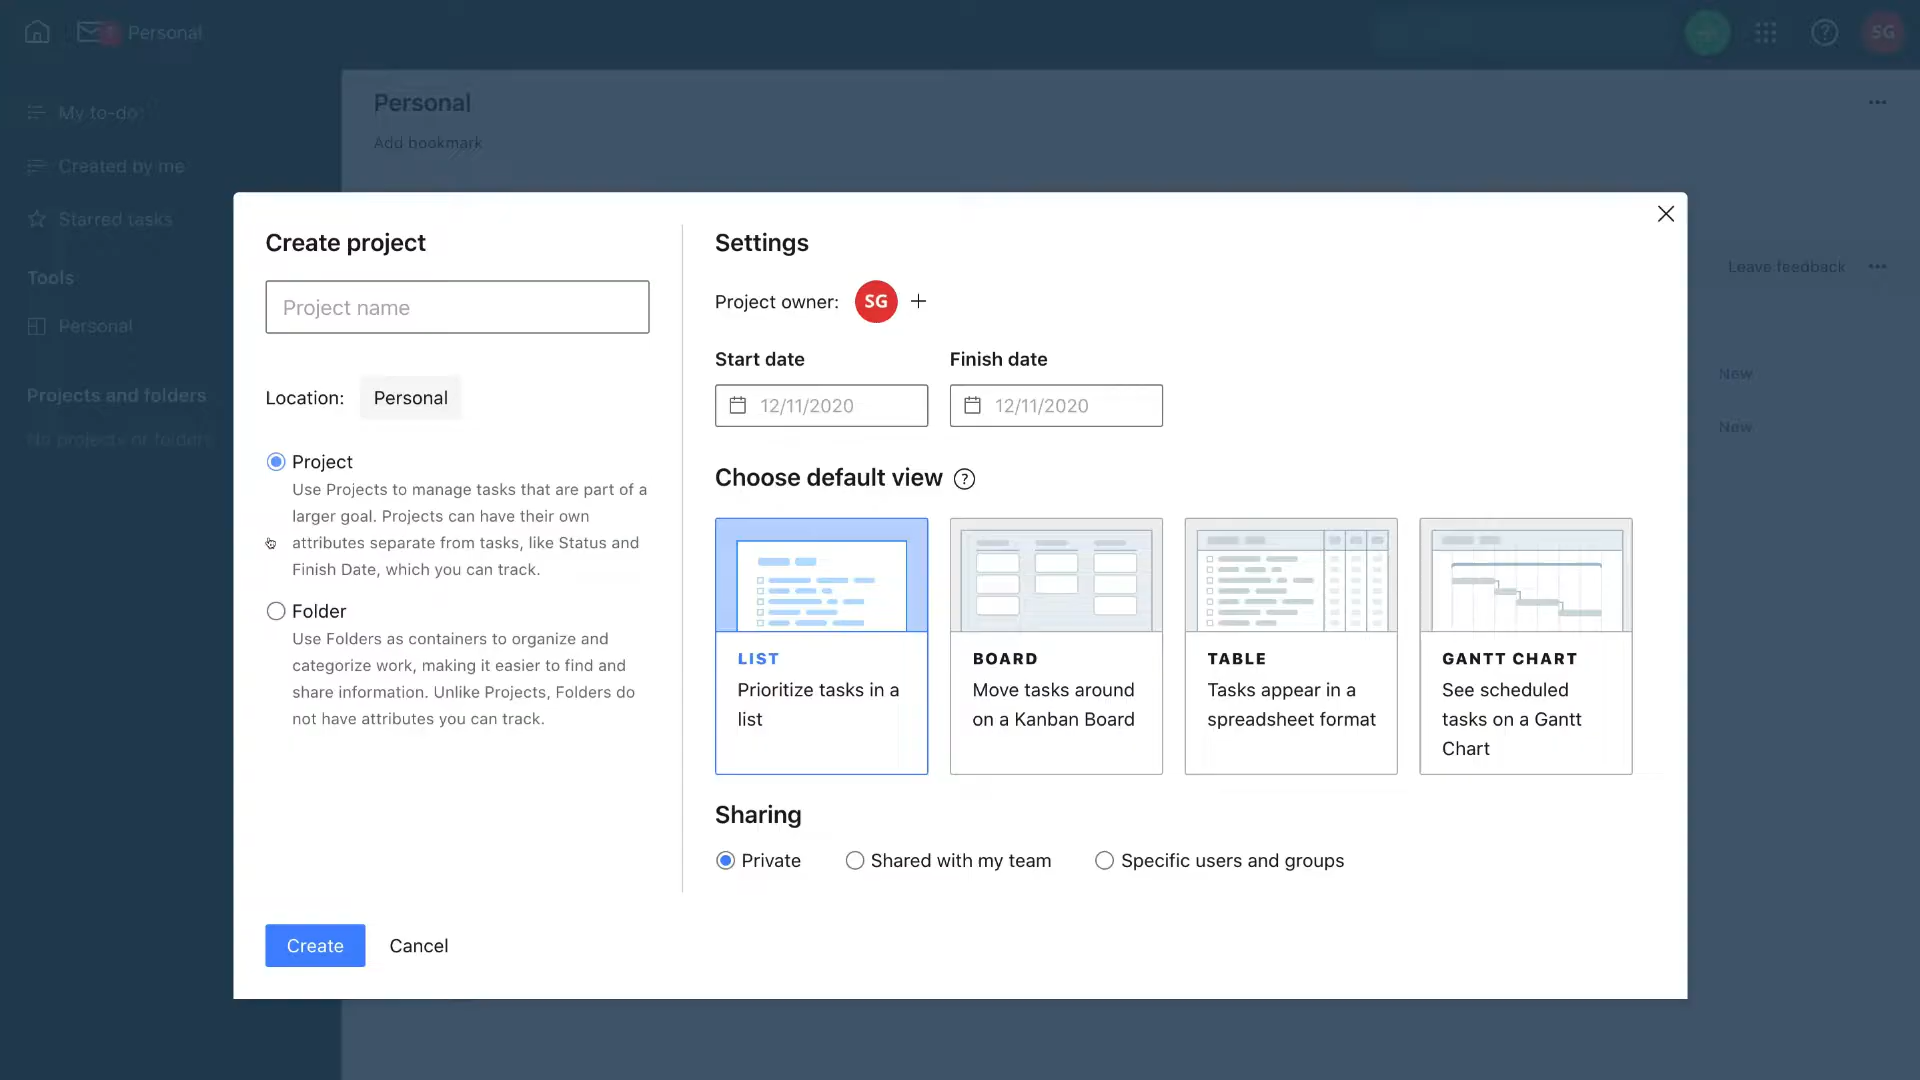 Personal
SG
My to-do
Created by me
Starred tasks
Tools
Personal
Projects and folders
No projects or folders
Personal
Add bookmark
Leave feedback
New
New
Create project
Project name
Location: Personal
Project
Use Projects to manage tasks that are part of a
larger goal. Projects can have their own
attributes separate from tasks, like Status and
Finish Date, which you can track.
Folder
Use Folders as containers to organize and
categorize work, making it easier to find and
share information. Unlike Projects, Folders do
not have attributes you can track.
Create Cancel
Settings
Project owner: SG +
Start date Finish date
12/11/2020 12/11/2020
Choose default view ?
LIST
Prioritize tasks in a
list
BOARD
Move tasks around
on a Kanban Board
TABLE
Tasks appear in a
spreadsheet format
GANTT CHART
See scheduled
tasks on a Gantt
Chart
Sharing
Private Shared with my team Specific users and groups